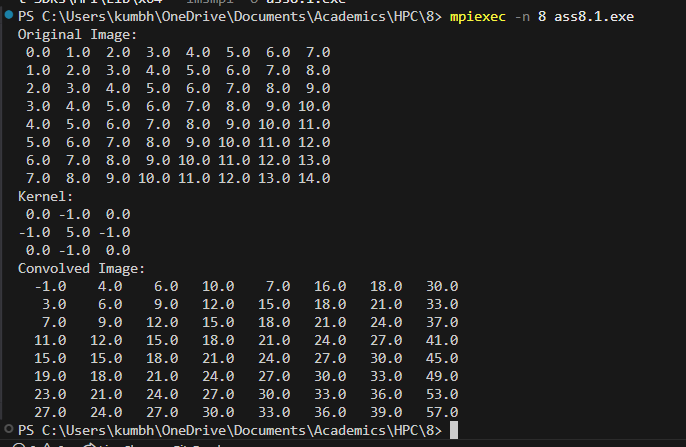 PS C:\Users\kumbh\OneDrive\Documents\Academics\HPC\8> mpiexec -n 8 ass8.1.exe
Original Image:
0.0 1.0 2.0 3.0 4.0 5.0 6.0 7.0
1.0 2.0 3.0 4.0 5.0 6.0 7.0 8.0
2.0 3.0 4.0 5.0 6.0 7.0 8.0 9.0
3.0 4.0 5.0 6.0 7.0 8.0 9.0 10.0
4.0 5.0 6.0 7.0 8.0 9.0 10.0 11.0
5.0 6.0 7.0 8.0 9.0 10.0 11.0 12.0
6.0 7.0 8.0 9.0 10.0 11.0 12.0 13.0
7.0 8.0 9.0 10.0 11.0 12.0 13.0 14.0
Kernel:
0.0 -1.0 0.0
-1.0 5.0 -1.0
0.0 -1.0 0.0
Convolved Image:
-1.0 4.0 6.0 10.0 7.0 16.0 18.0 30.0
3.0 6.0 9.0 12.0 15.0 18.0 21.0 33.0
7.0 9.0 12.0 15.0 18.0 21.0 24.0 37.0
11.0 12.0 15.0 18.0 21.0 24.0 27.0 41.0
15.0 15.0 18.0 21.0 24.0 27.0 30.0 45.0
19.0 18.0 21.0 24.0 27.0 30.0 33.0 49.0
23.0 21.0 24.0 27.0 30.0 33.0 36.0 53.0
27.0 24.0 27.0 30.0 33.0 36.0 39.0 57.0
PS C:\Users\kumbh\OneDrive\Documents\Academics\HPC\8>